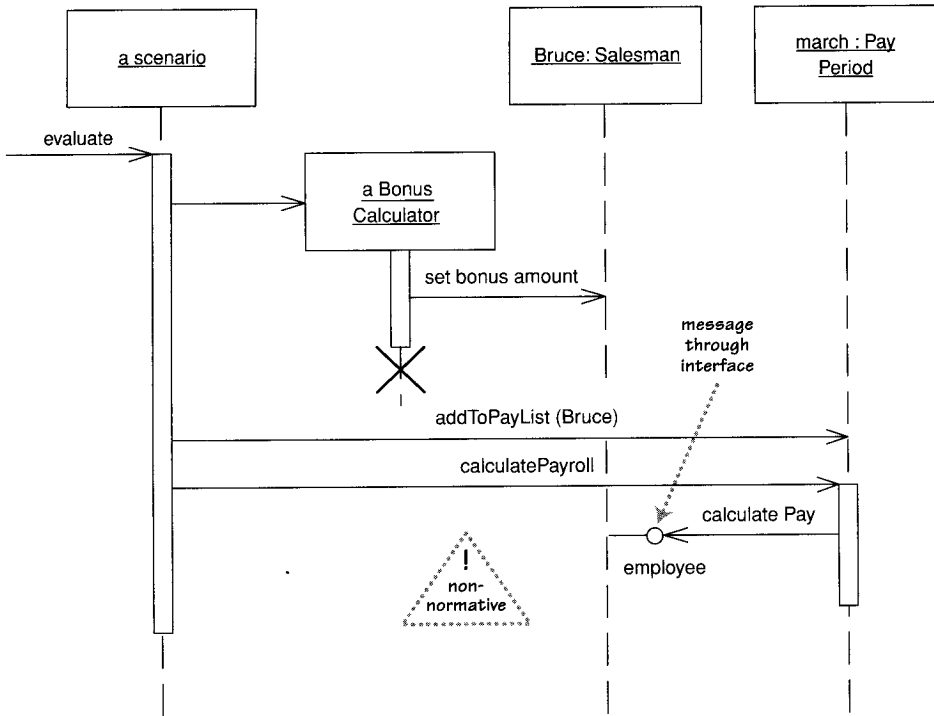 a scenario
Bruce: Salesman
march : Pay
Period
evaluate
a Bonus
Calculator
set bonus amount
message
through
interface
addToPayList (Bruce)
calculatePayroll
calculate Pay
employee
!
non-
normative